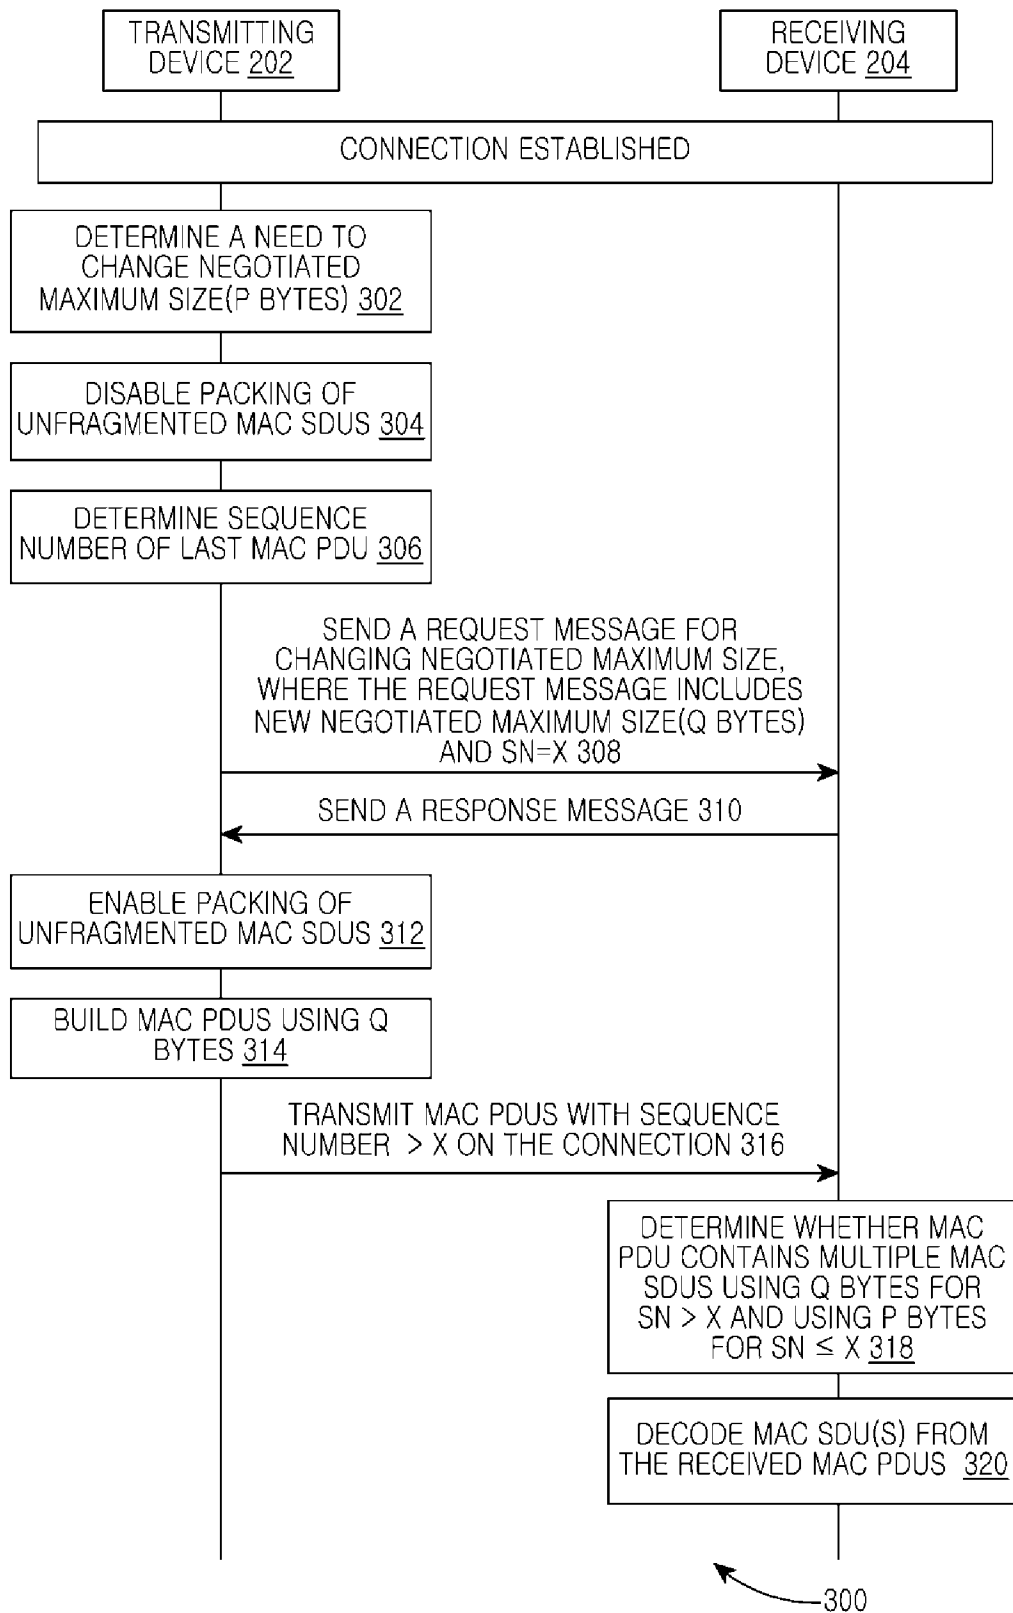 TRANSMITTING
DEVICE 202
RECEIVING
DEVICE 204
CONNECTION ESTABLISHED
DETERMINE A NEED TO
CHANGE NEGOTIATED
MAXIMUM SIZE(P BYTES) 302
DISABLE PACKING OF
UNFRAGMENTED MAC SDUS 304
DETERMINE SEQUENCE
NUMBER OF LAST MAC PDU 306
SEND A REQUEST MESSAGE FOR
CHANGING NEGOTIATED MAXIMUM SIZE,
WHERE THE REQUEST MESSAGE INCLUDES
NEW NEGOTIATED MAXIMUM SIZE(Q BYTES)
AND SN=X 308
SEND A RESPONSE MESSAGE 310
ENABLE PACKING OF
UNFRAGMENTED MAC SDUS 312
BUILD MAC PDUS USING Q
BYTES 314
TRANSMIT MAC PDUS WITH SEQUENCE
NUMBER > X ON THE CONNECTION 316
DETERMINE WHETHER MAC
PDU CONTAINS MULTIPLE MAC
SDUS USING Q BYTES FOR
SN > X AND USING P BYTES
FOR SN ≤ X 318
DECODE MAC SDU(S) FROM
THE RECEIVED MAC PDUS 320
300